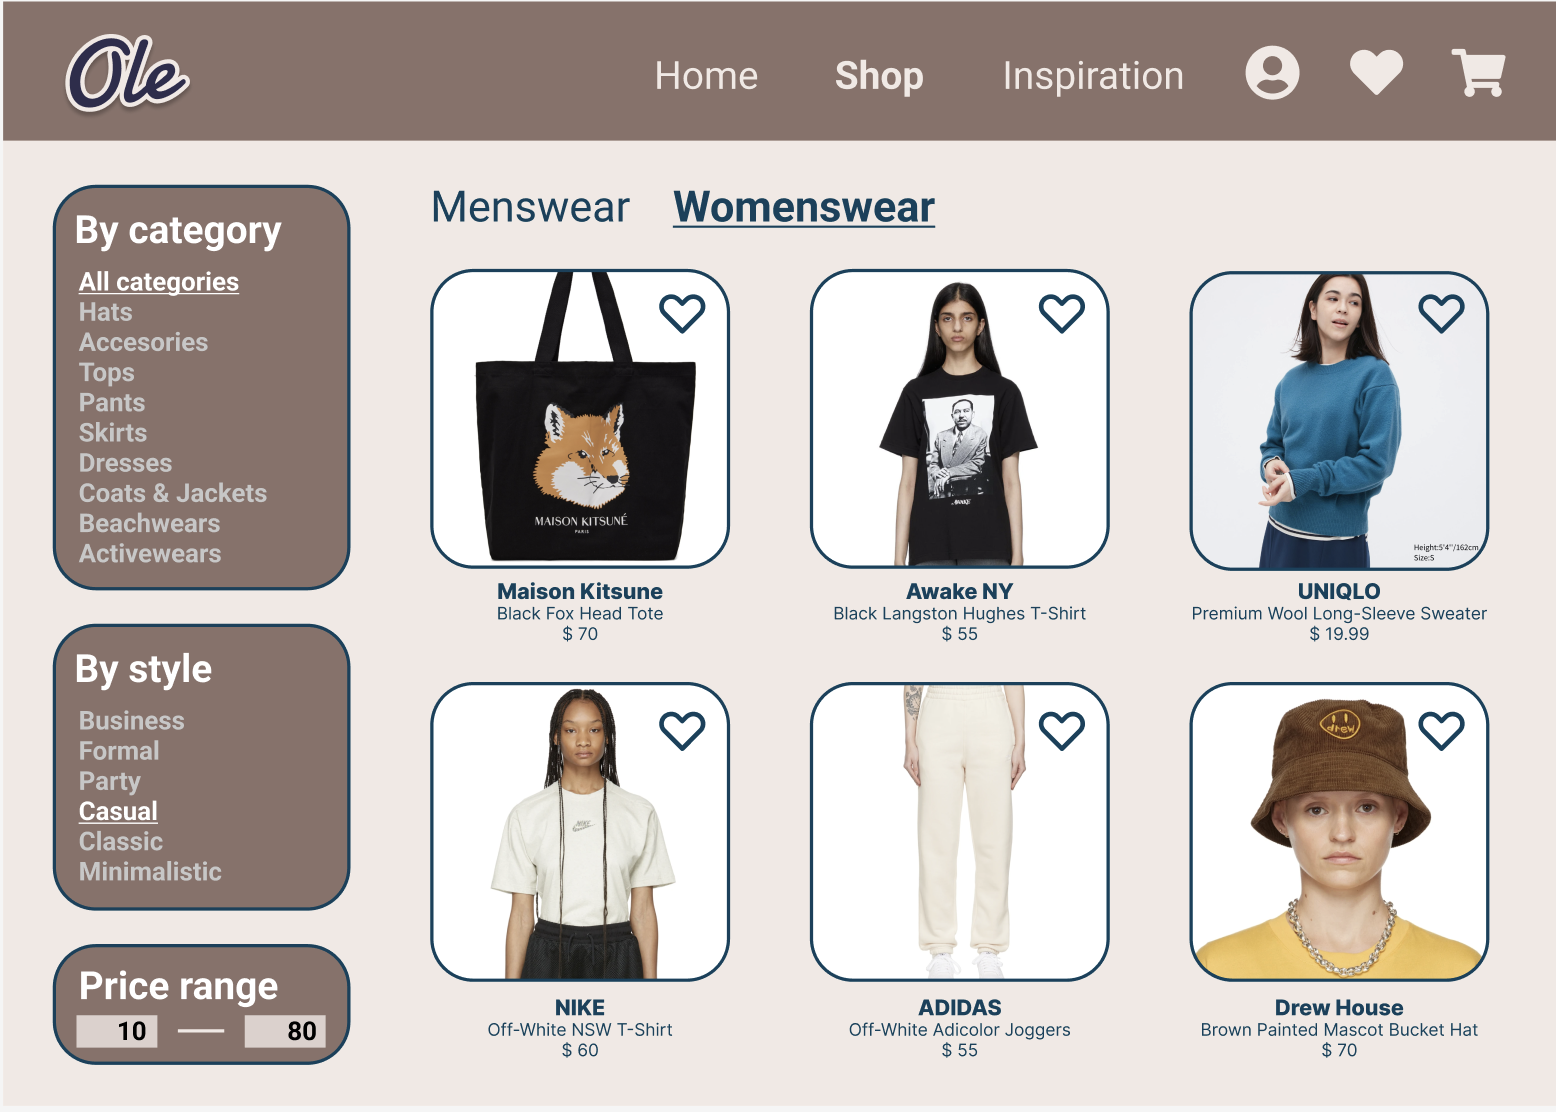 Ole
Home Shop Inspiration
By category
All categories
Hats
Accesories
Tops
Pants
Skirts
Dresses
Coats & Jackets
Beachwears
Activewears
By style
Business
Formal
Party
Casual
Classic
Minimalistic
Price range
10 80
Menswear Womenswear
MAISON KITSUNÉ
PARIS
Maison Kitsune
Black Fox Head Tote
$ 70
AWAKE
Awake NY
Black Langston Hughes T-Shirt
$ 55
Height:5'4"/162cm
Size:S
UNIQLO
Premium Wool Long-Sleeve Sweater
$ 19.99
NIKE
NIKE
Off-White NSW T-Shirt
$ 60
ADIDAS
Off-White Adicolor Joggers
$ 55
drew
Drew House
Brown Painted Mascot Bucket Hat
$ 70